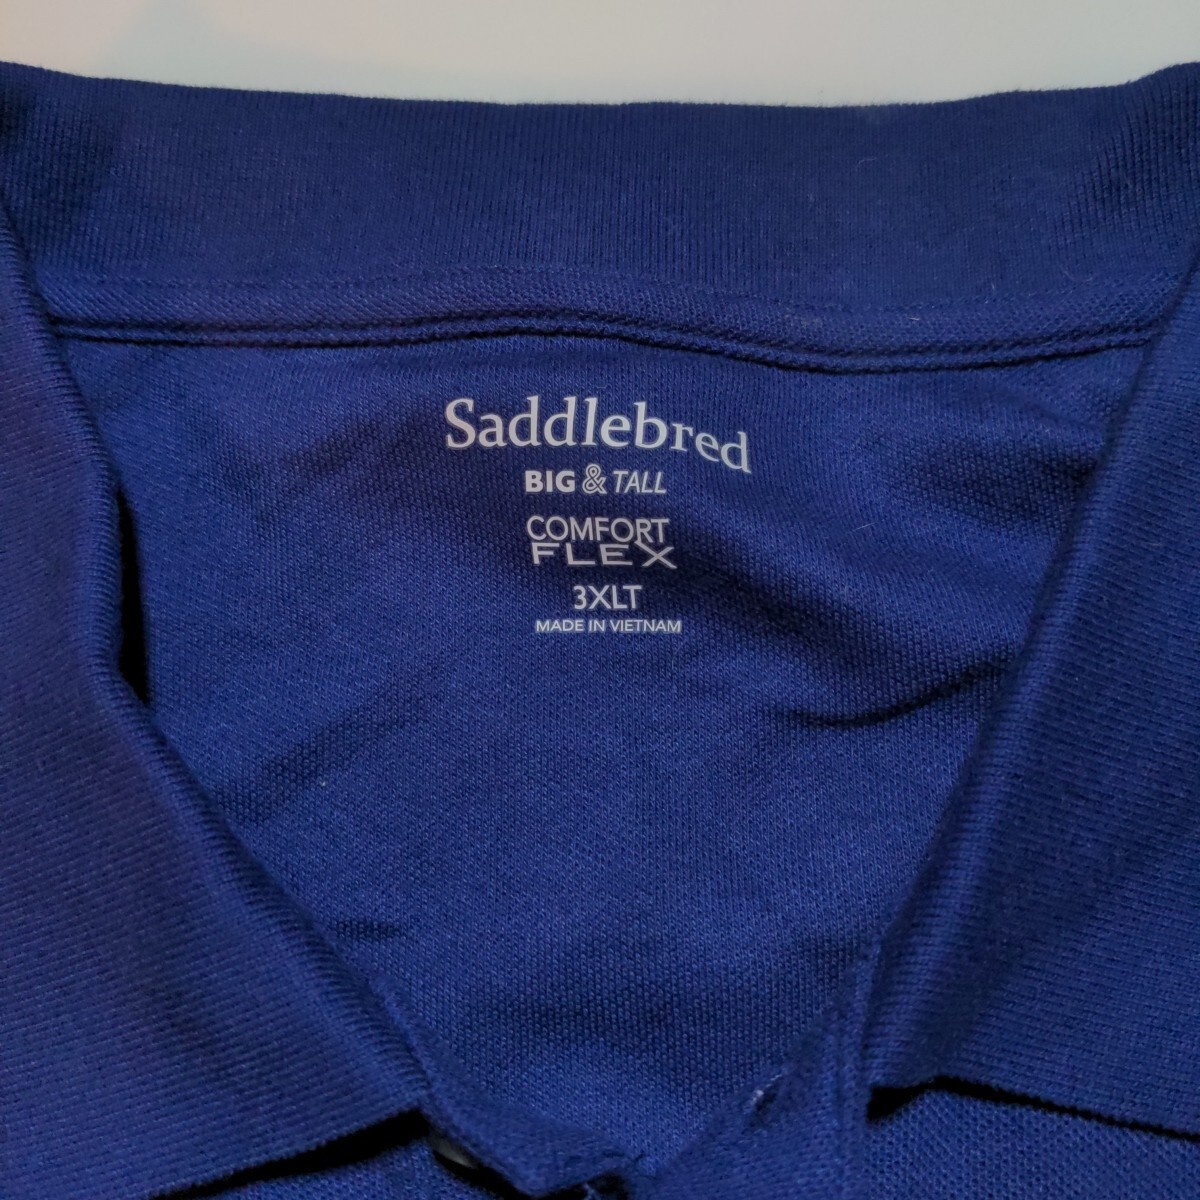 Saddlebred
BIG & TALL
COMFORT
FLEX
3XLT
MADE IN VIETNAM